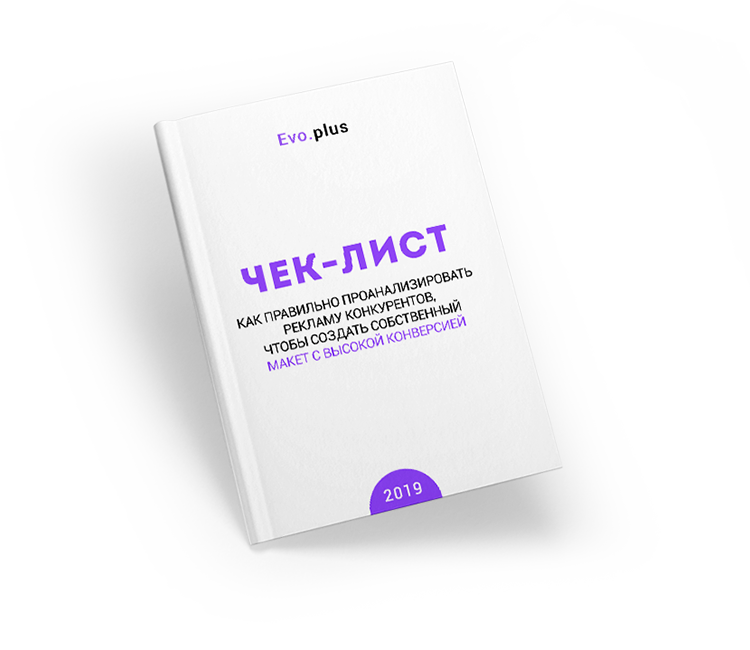 Evo.plus
ЧЕК-ЛИСТ
КАК ПРАВИЛЬНО ПРОАНАЛИЗИРОВАТЬ
РЕКЛАМУ КОНКУРЕНТОВ,
ЧТОБЫ СОЗДАТЬ СОБСТВЕННЫЙ
МАКЕТ С ВЫСОКОЙ КОНВЕРСИЕЙ
2019